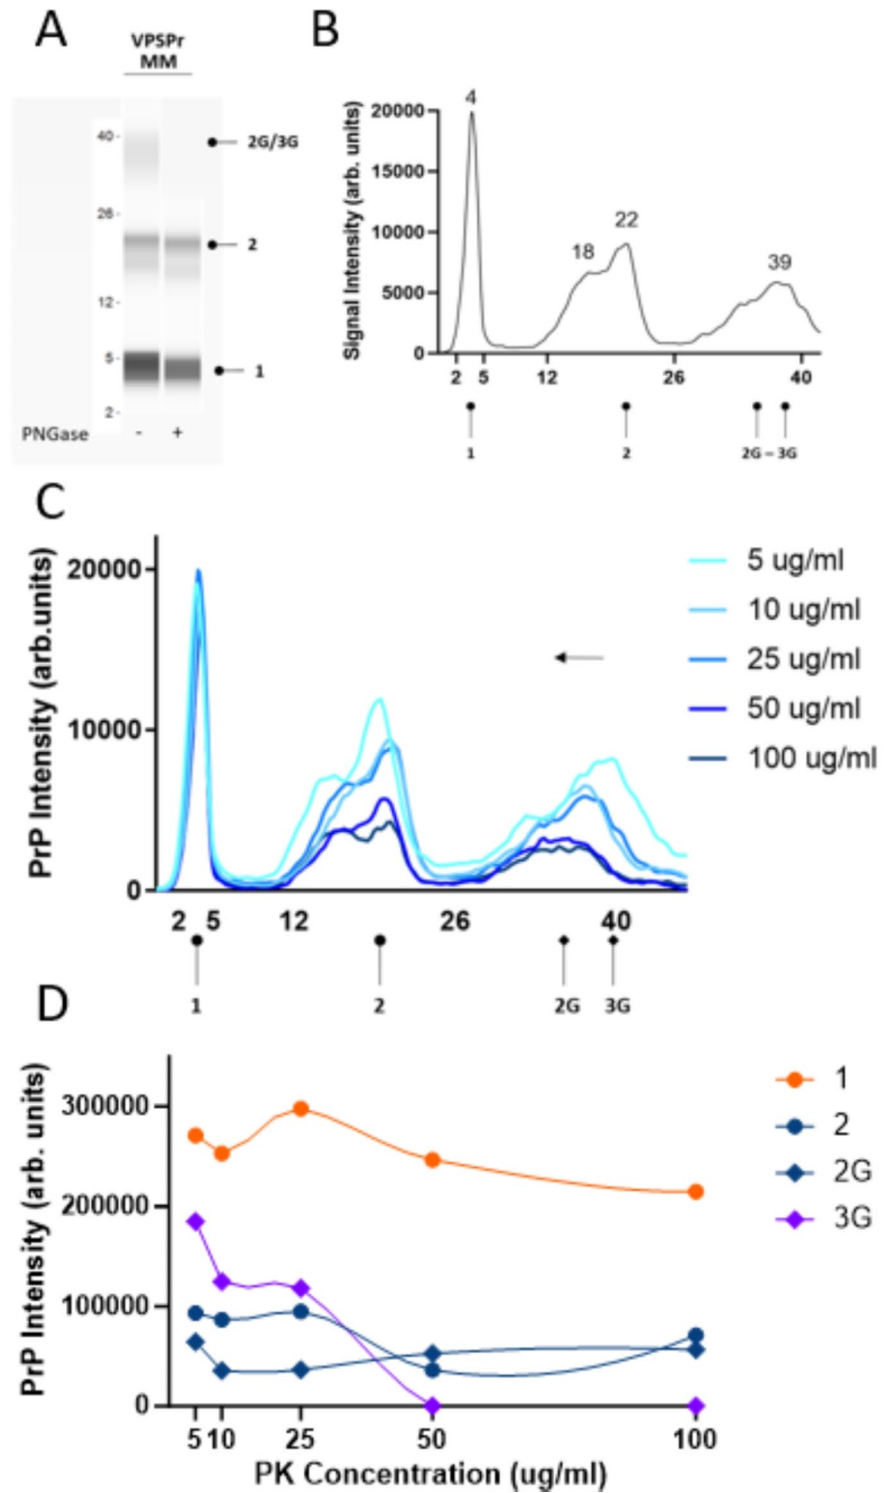 A
VPSPr
MM
40
2G/3G
26
2
12
5
1
2
PNGase - +
B
Signal Intensity (arb. units)
20000
15000
10000
5000
0
4
18
22
39
2 5 12 26 40
1 2 2G – 3G
C
PrP Intensity (arb.units)
20000
10000
0
5 ug/ml
10 ug/ml
25 ug/ml
50 ug/ml
100 ug/ml
2 5 12 26 40
1 2 2G 3G
D
PrP Intensity (arb. units)
300000
200000
100000
0
1
2
2G
3G
5 10 25 50 100
PK Concentration (ug/ml)